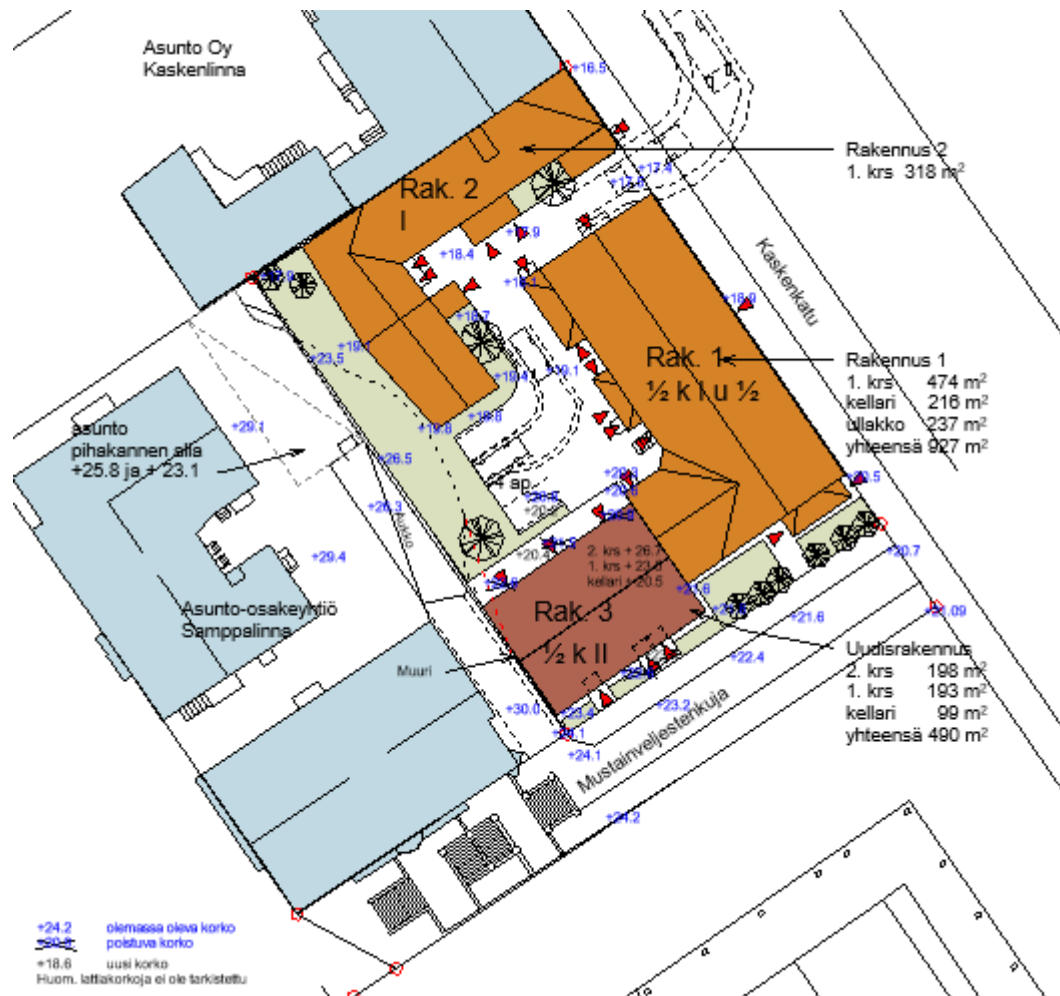 Asunto Oy
Kaskenlinna
+16.5
Rakennus 2
1. krs 318 m²
+17.4
+17.8
Rak. 2
I
+18.4
Kaskenkatu
+18.9
+18.7
+19.1
+23.5
+19.1
Rak. 1
½ k I u ½
Rakennus 1
1. krs 474 m²
kellari 216 m²
ullakko 237 m²
yhteensä 927 m²
+19.4
+19.8
+19.8
asunto
pihakannen alla
+25.8 ja + 23.1
+29.1
+26.5
+26.3
Aukko
4 ap.
+20.3
+20.5
+20.7
+20.4
2. krs + 26.7
kellari +20.5
+29.4
Asunto-osakeyhtiö
Samppalinna
Rak. 3
½ k II
+21.6
+21.09
+22.4
Muuri
Uudisrakennus
2. krs 198 m²
1. krs 193 m²
kellari 99 m²
yhteensä 490 m²
+30.0
+23.4
+23.2
+24.1
Mustainveljestenkuja
+24.2
+24.2 olemassa oleva korko
poistuva korko
+18.6 uusi korko
Huom. lattiakorkoja ei ole tarkistettu